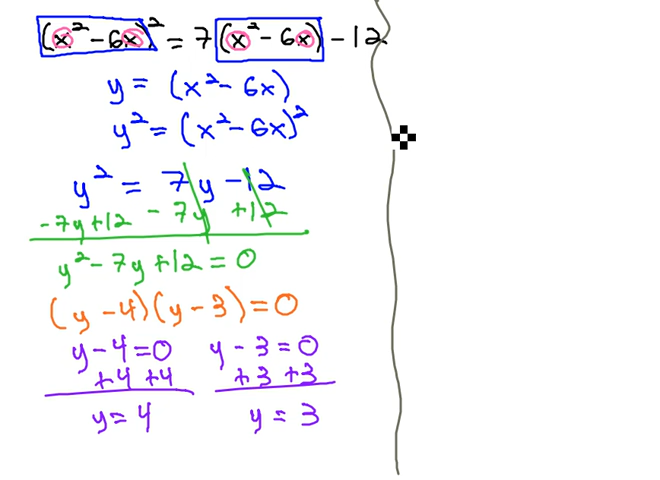 (x² - 6x)² = 7(x² - 6x) - 12
y = (x² - 6x)
y² = (x² - 6x)²
y² = 7y - 12
-7y + 12 - 7y + 12
y² - 7y + 12 = 0
(y - 4)(y - 3) = 0
y - 4 = 0 y - 3 = 0
+4 +4 +3 +3
y = 4 y = 3